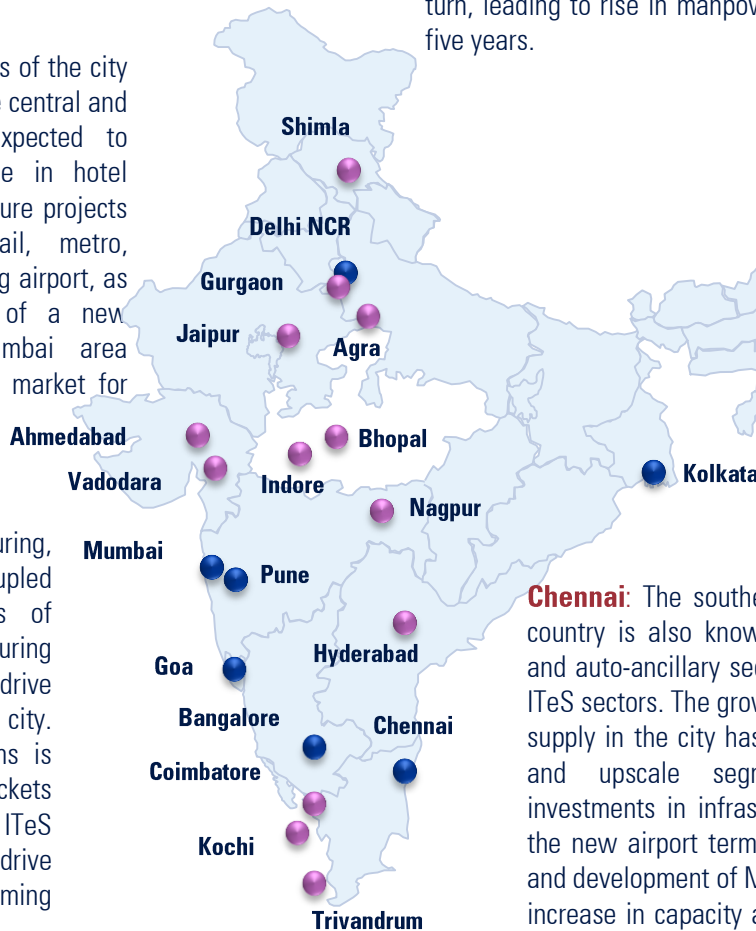 turn, leading to rise in manpov
five years.
s of the city
central and
xpected to
e in hotel
ure projects
ail, metro,
g airport, as
of a new
mbai area
market for
Shimla
Delhi NCR
Gurgaon
Jaipur
Agra
Ahmedabad
Bhopal
Vadodara
Indore
Kolkata
Nagpur
Mumbai
Pune
Hyderabad
Goa
Bangalore
Chennai
Coimbatore
Kochi
Trivandrum
uring,
upled
s of
uring
drive
city.
ns is
ckets
ITeS
drive
ming
Chennai: The southe
country is also know
and auto-ancillary sec
ITeS sectors. The grow
supply in the city has
and upscale segr
investments in infras
the new airport term
and development of M
increase in capacity a